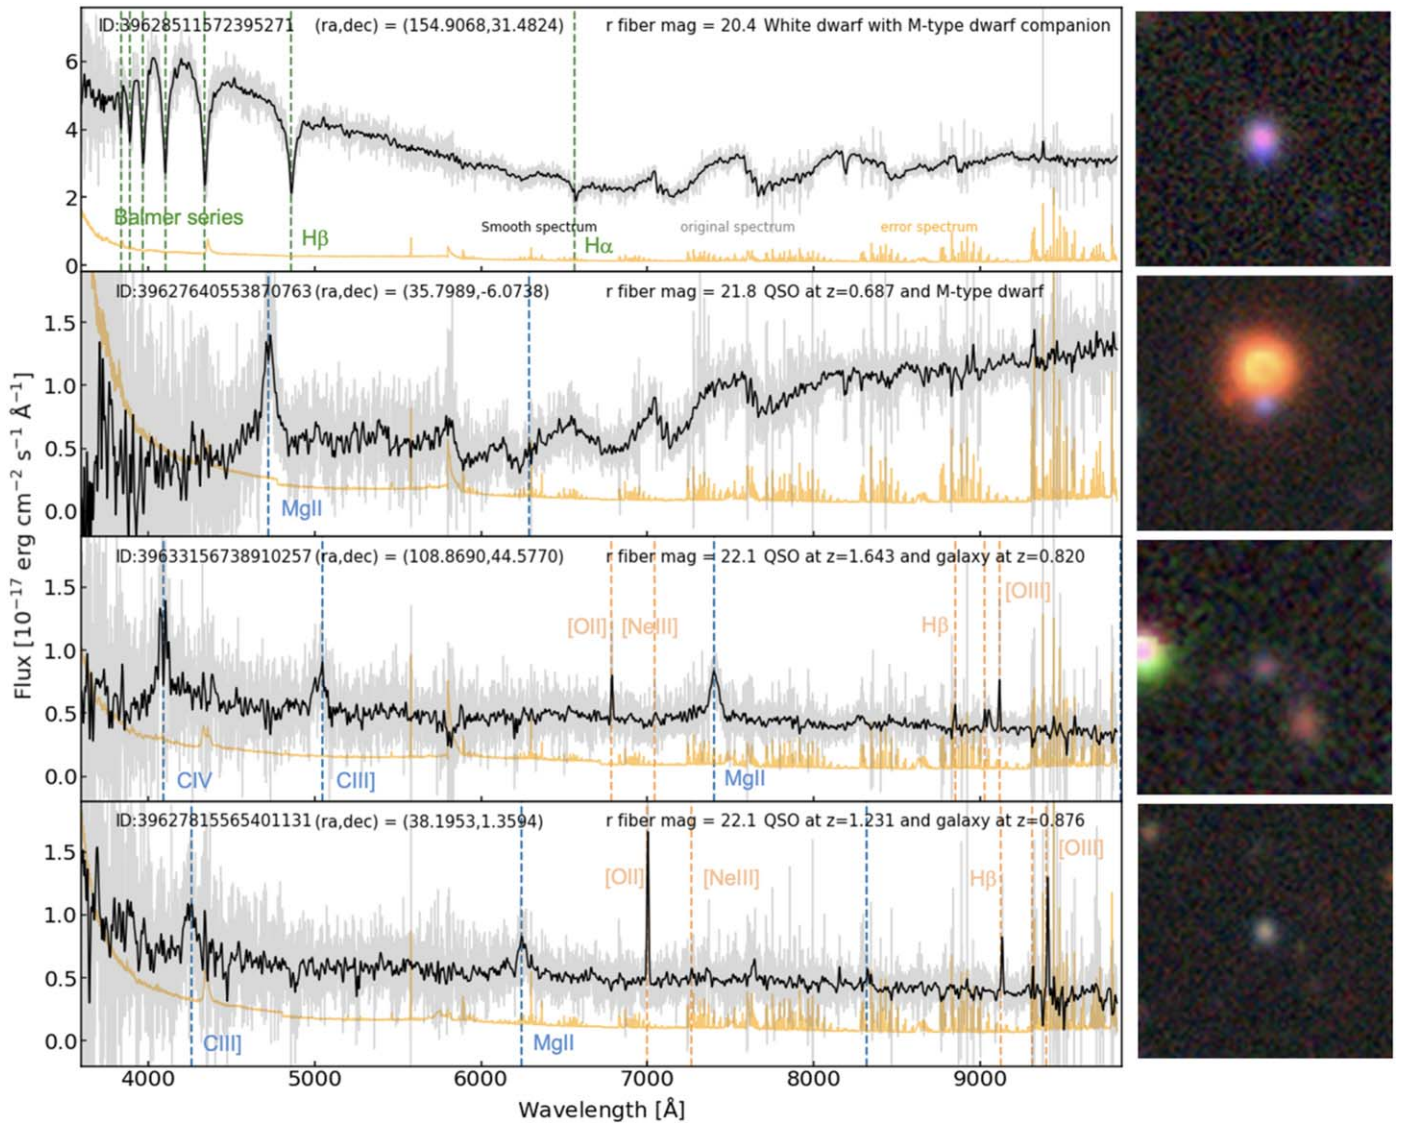 ID:39628511572395271 (ra,dec) = (154.9068,31.4824) r fiber mag = 20.4 White dwarf with M-type dwarf companion
6
4
2
0
Balmer series
Hβ
Smooth spectrum
Hα
original spectrum
error spectrum
ID:39627640553870763 (ra,dec) = (35.7989,-6.0738) r fiber mag = 21.8 QSO at z=0.687 and M-type dwarf
1.5
1.0
0.5
0.0
MgII
ID:39633156738910257 (ra,dec) = (108.8690,44.5770) r fiber mag = 22.1 QSO at z=1.643 and galaxy at z=0.820
1.5
1.0
0.5
0.0
[OII] [NeIII]
Hβ
[OIII]
CIV
CIII]
MgII
ID:39627815565401131 (ra,dec) = (38.1953,1.3594) r fiber mag = 22.1 QSO at z=1.231 and galaxy at z=0.876
1.5
1.0
0.5
0.0
[OII]
[NeIII]
Hβ
[OIII]
CIII]
MgII
4000 5000 6000 7000 8000 9000
Wavelength [Å]
Flux [10⁻¹⁷ erg cm⁻² s⁻¹ Å⁻¹]